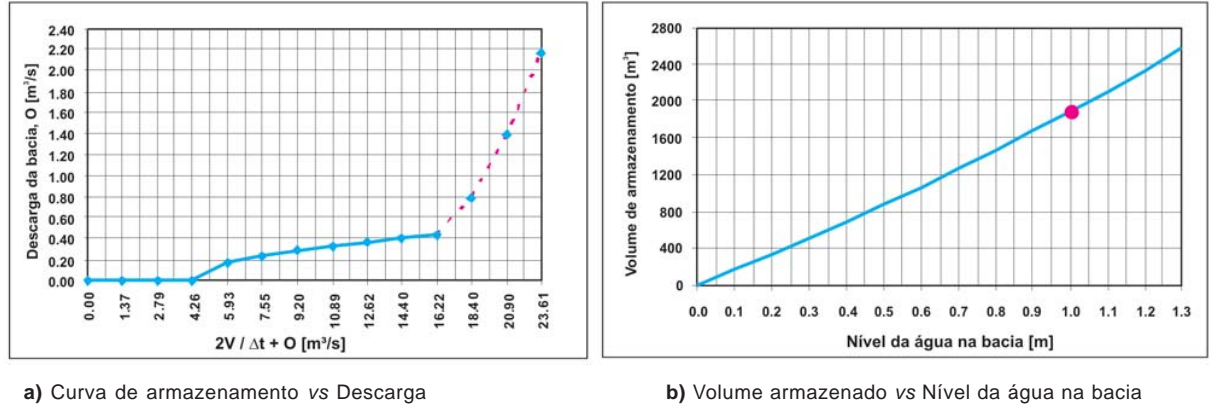 2.40
2.20
2.00
1.80
1.60
1.40
1.20
1.00
0.80
0.60
0.40
0.20
0.00
Descarga da bacia, O [m³/s]
0.00 1.37 2.79 4.26 5.93 7.55 9.20 10.89 12.62 14.40 16.22 18.40 20.90 23.61
2V / Δt + O [m³/s]
2800
2400
2000
1600
1200
800
400
0
Volume de armazenamento [m³]
0.0 0.1 0.2 0.3 0.4 0.5 0.6 0.7 0.8 0.9 1.0 1.1 1.2 1.3
Nível da água na bacia [m]
a) Curva de armazenamento vs Descarga
b) Volume armazenado vs Nível da água na bacia